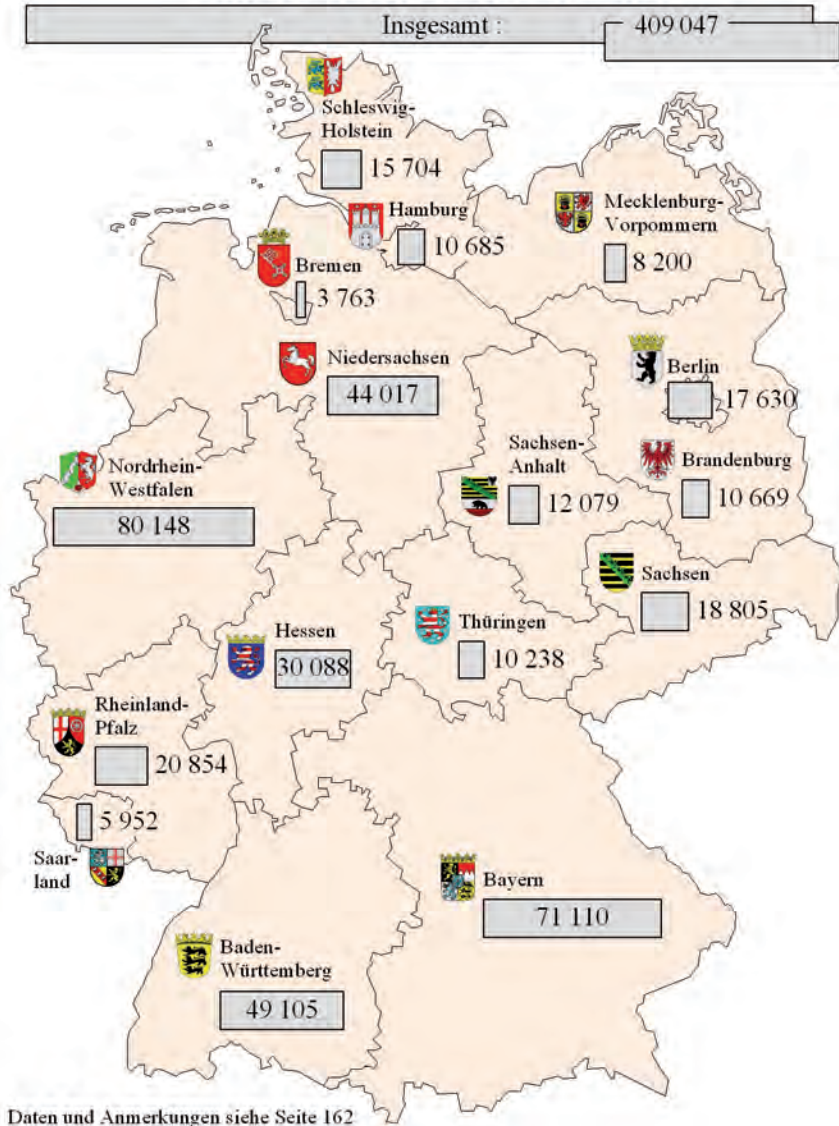 Insgesamt : 409 047
Schleswig-
Holstein
15 704
Hamburg
10 685
Mecklenburg-
Vorpommern
8 200
Bremen
3 763
Niedersachsen
44 017
Berlin
17 630
Nordrhein-
Westfalen
80 148
Sachsen-
Anhalt
12 079
Brandenburg
10 669
Sachsen
18 805
Hessen
30 088
Thüringen
10 238
Rheinland-
Pfalz
20 854
5 952
Saar-
land
Bayern
71 110
Baden-
Württemberg
49 105
Daten und Anmerkungen siehe Seite 162